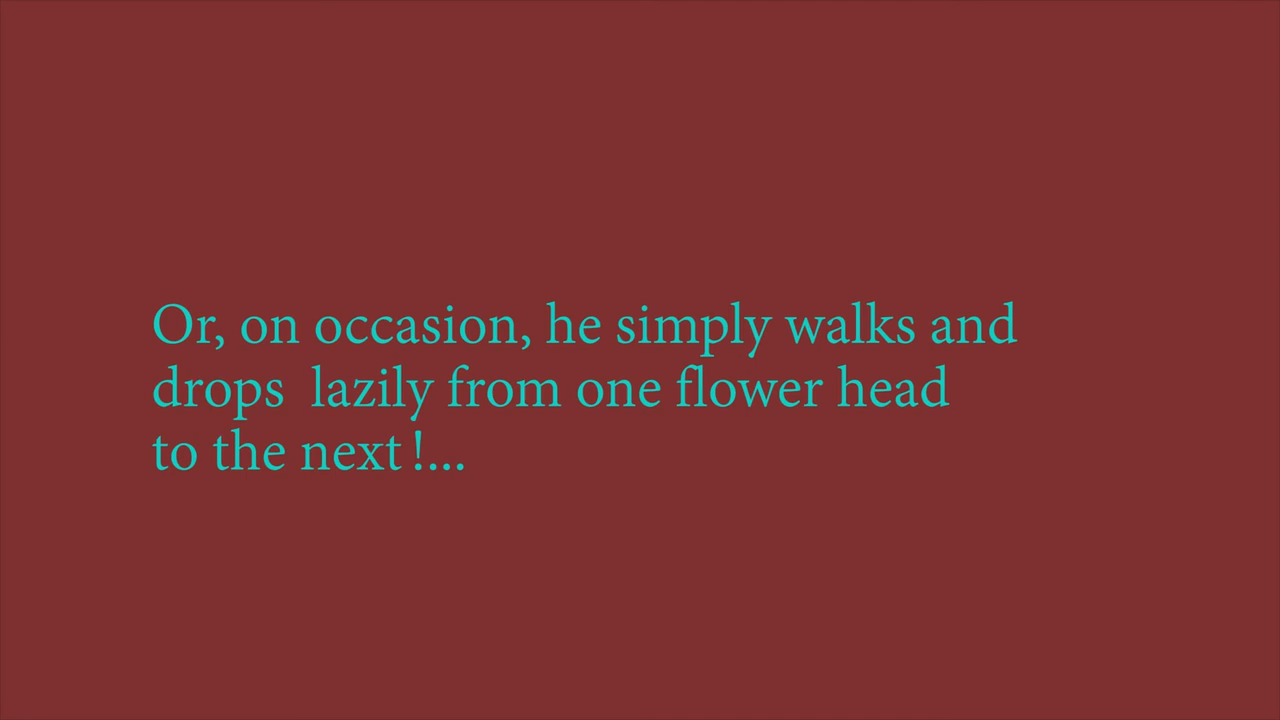 Or, on occasion, he simply walks and
drops  lazily from one flower head
to the next !...